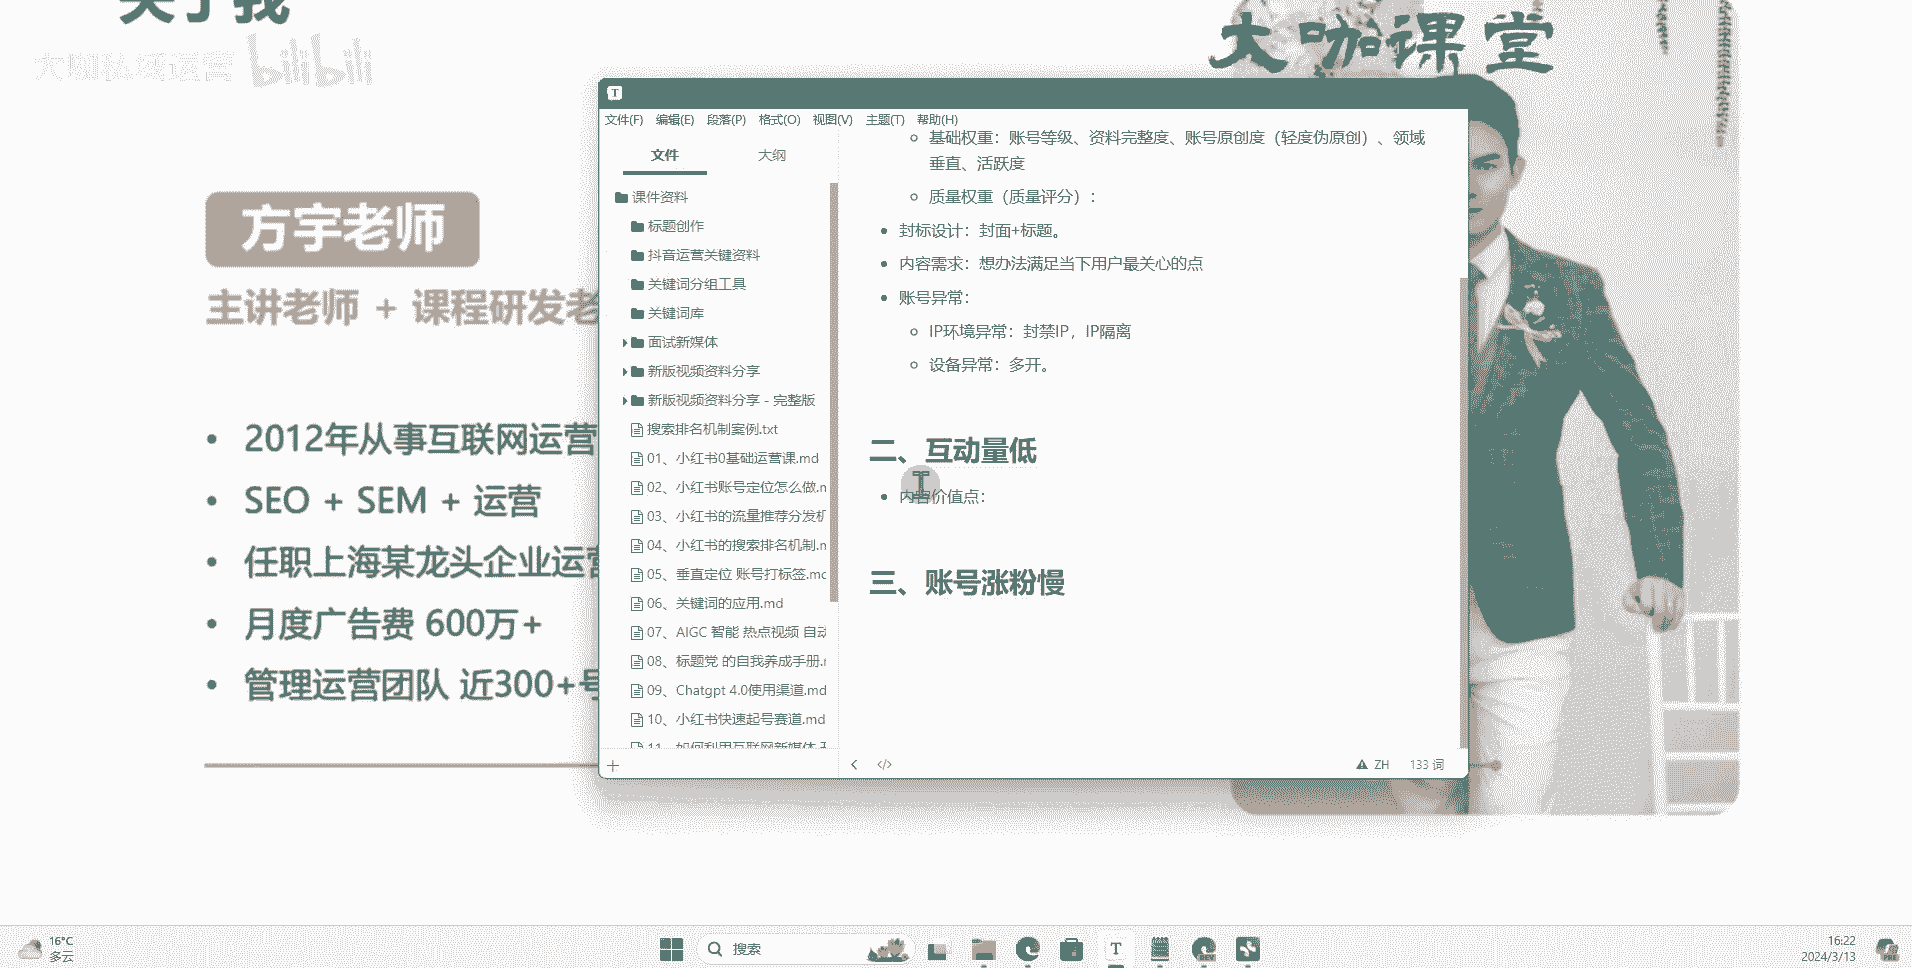 关于我
大咖私域运营 bilibili
大咖课堂
方宇老师
主讲老师 + 课程研发老
2012年从事互联网运营
SEO + SEM + 运营
任职上海某龙头企业运营
月度广告费 600万+
管理运营团队 近300+号
T
文件(F) 编辑(E) 段落(P) 格式(O) 视图(V) 主题(T) 帮助(H)
文件 大纲
课件资料
标题创作
抖音运营关键资料
关键词分组工具
关键词库
面试新媒体
新版视频资料分享
新版视频资料分享 - 完整版
搜索排名机制案例.txt
01、小红书0基础运营课.md
02、小红书账号定位怎么做.m
03、小红书的流量推荐分发机
04、小红书的搜索排名机制.m
05、垂直定位 账号打标签.mc
06、关键词的应用.md
07、AIGC 智能 热点视频 自动
08、标题党 的自我养成手册.
09、Chatgpt 4.0使用渠道.md
10、小红书快速起号赛道.md
11、如何利用互联网新媒体
基础权重：账号等级、资料完整度、账号原创度（轻度伪原创）、领域
垂直、活跃度
质量权重（质量评分）：
封标设计：封面+标题。
内容需求：想办法满足当下用户最关心的点
账号异常：
IP环境异常：封禁IP，IP隔离
设备异常：多开。
二、互动量低
内容价值点：
三、账号涨粉慢
ZH 133 词
16°C
多云
搜索
T
DEV
16:22
2024/3/13
PRE